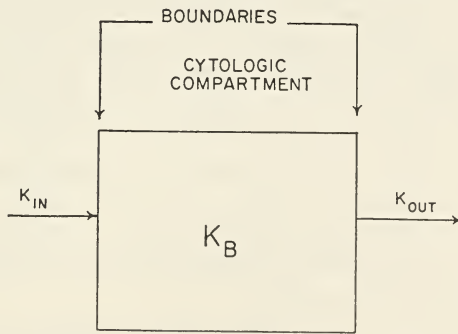 BOUNDARIES
CYTOLOGIC
COMPARTMENT
K_IN
K_OUT
K_B